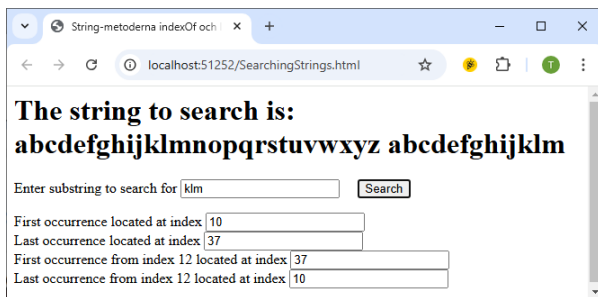 String-metoderna indexOf och
localhost:51252/SearchingStrings.html
T
The string to search is:
abcdefghijklmnopqrstuvwxyz abcdefghijklm
Enter substring to search for klm Search
First occurrence located at index 10
Last occurrence located at index 37
First occurrence from index 12 located at index 37
Last occurrence from index 12 located at index 10